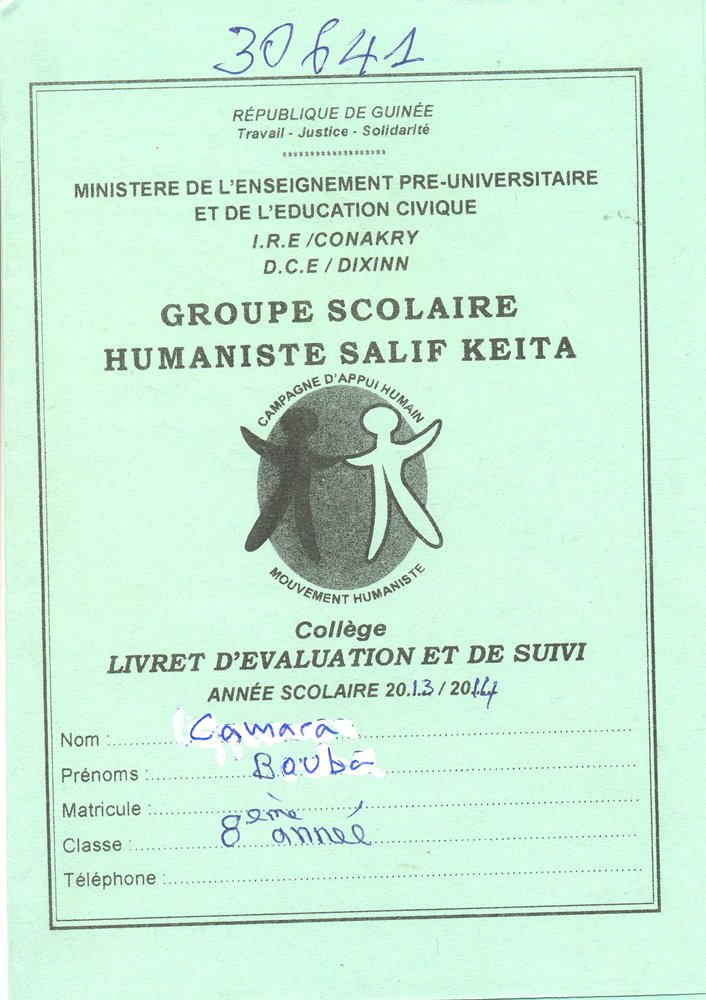 30641
RÉPUBLIQUE DE GUINÉE
Travail - Justice - Solidarité
*******************
MINISTERE DE L'ENSEIGNEMENT PRE-UNIVERSITAIRE
ET DE L'EDUCATION CIVIQUE
I.R.E /CONAKRY
D.C.E / DIXINN
GROUPE SCOLAIRE
HUMANISTE SALIF KEITA
CAMPAGNE D'APPUI HUMAIN
MOUVEMENT HUMANISTE
Collège
LIVRET D'EVALUATION ET DE SUIVI
ANNÉE SCOLAIRE 2013 / 2014
Nom : Camara
Prénoms : Bouba
Matricule :
Classe : 8ème année
Téléphone :